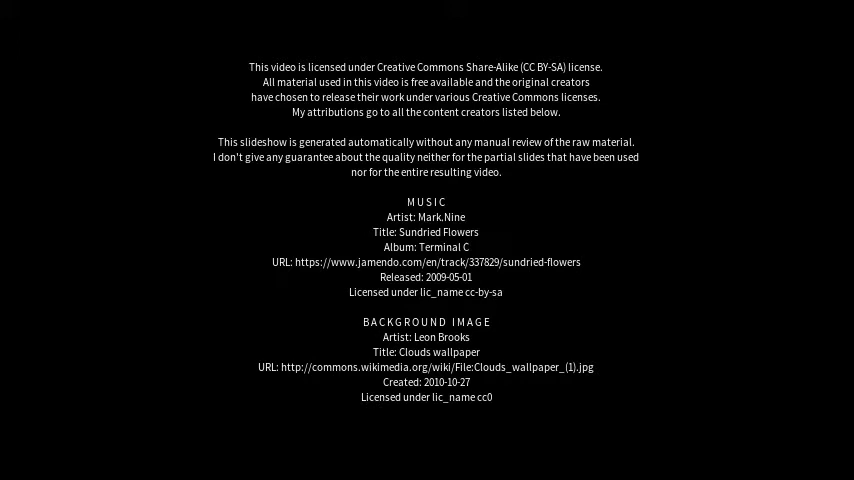 This video is licensed under Creative Commons Share-Alike (CC BY-SA) license.
All material used in this video is free available and the original creators
have chosen to release their work under various Creative Commons licenses.
My attributions go to all the content creators listed below.
This slideshow is generated automatically without any manual review of the raw material.
I don't give any guarantee about the quality neither for the partial slides that have been used
nor for the entire resulting video.
MUSIC
Artist: Mark.Nine
Title: Sundried Flowers
Album: Terminal C
URL: https://www.jamendo.com/en/track/337829/sundried-flowers
Released: 2009-05-01
Licensed under lic_name cc-by-sa
BACKGROUND IMAGE
Artist: Leon Brooks
Title: Clouds wallpaper
URL: http://commons.wikimedia.org/wiki/File:Clouds_wallpaper_(1).jpg
Created: 2010-10-27
Licensed under lic_name cc0